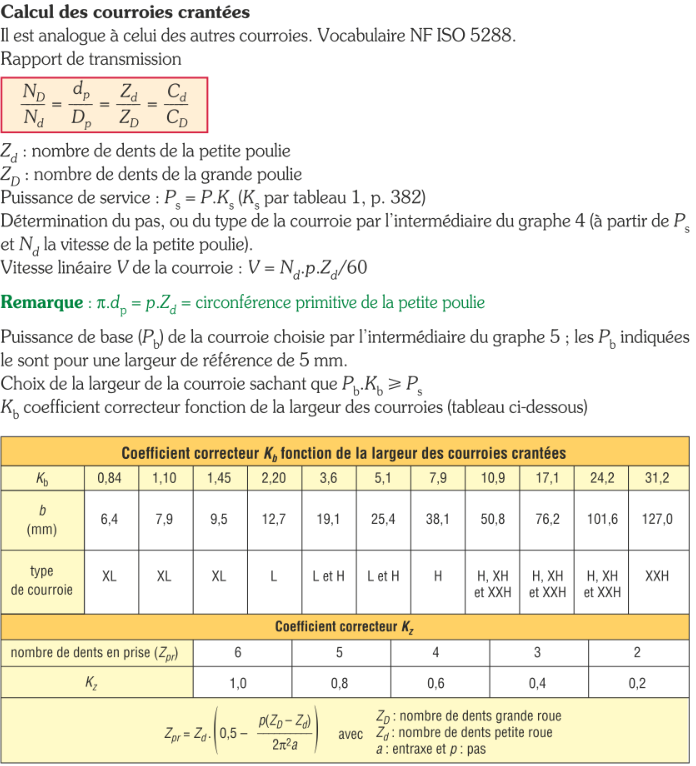 Calcul des courroies crantées
Il est analogue à celui des autres courroies. Vocabulaire NF ISO 5288.
Rapport de transmission
N_D/N_d = d_p/D_p = Z_d/Z_D = C_d/C_D
Z_d : nombre de dents de la petite poulie
Z_D : nombre de dents de la grande poulie
Puissance de service : P_s = P.K_s (K_s par tableau 1, p. 382)
Détermination du pas, ou du type de la courroie par l'intermédiaire du graphe 4 (à partir de P_s
et N_d la vitesse de la petite poulie).
Vitesse linéaire V de la courroie : V = N_d.p.Z_d/60
Remarque : π.d_p = p.Z_d = circonférence primitive de la petite poulie
Puissance de base (P_b) de la courroie choisie par l'intermédiaire du graphe 5 ; les P_b indiquées
le sont pour une largeur de référence de 5 mm.
Choix de la largeur de la courroie sachant que P_b.K_b ⩾ P_s
K_b coefficient correcteur fonction de la largeur des courroies (tableau ci-dessous)
Coefficient correcteur K_b fonction de la largeur des courroies crantées
K_b 0,84 1,10 1,45 2,20 3,6 5,1 7,9 10,9 17,1 24,2 31,2
b (mm) 6,4 7,9 9,5 12,7 19,1 25,4 38,1 50,8 76,2 101,6 127,0
type de courroie XL XL XL L L et H L et H H H, XH et XXH H, XH et XXH H, XH et XXH XXH
Coefficient correcteur K_z
nombre de dents en prise (Z_pr) 6 5 4 3 2
K_z 1,0 0,8 0,6 0,4 0,2
Z_pr = Z_d.(0,5 – p(Z_D – Z_d)/2π²a) avec
Z_D : nombre de dents grande roue
Z_d : nombre de dents petite roue
a : entraxe et p : pas